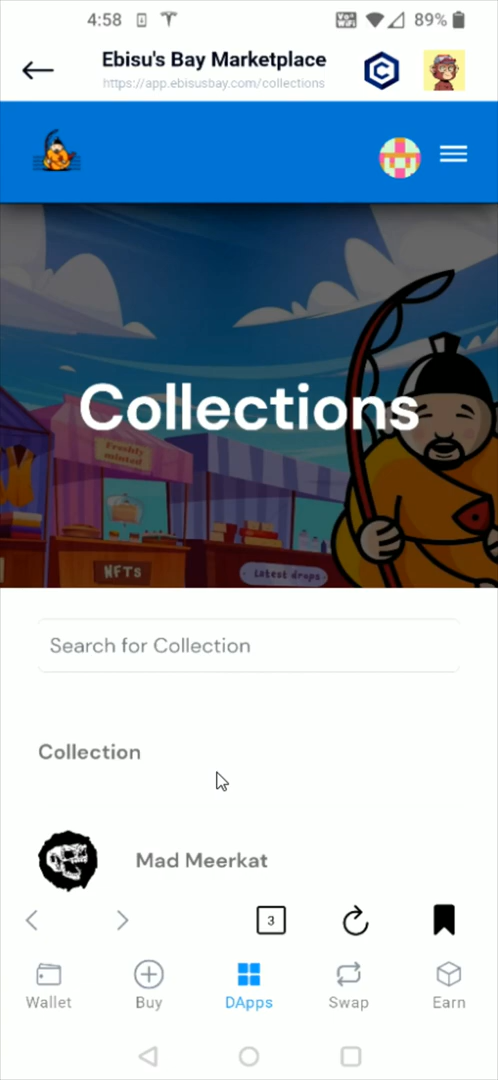 4:58
89%
Ebisu's Bay Marketplace
https://app.ebisusbay.com/collections
Collections
Freshly
minted
NFTS
Latest drops
Search for Collection
Collection
Mad Meerkat
3
Wallet
Buy
DApps
Swap
Earn